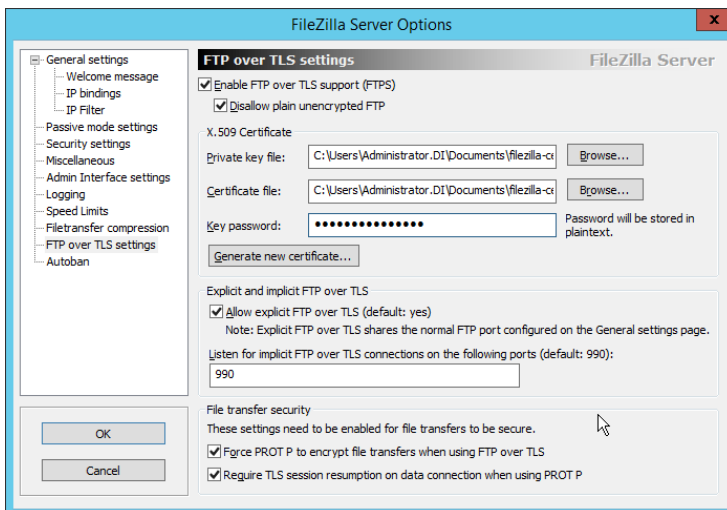 FileZilla Server Options
x
General settings
Welcome message
IP bindings
IP Filter
Passive mode settings
Security settings
Miscellaneous
Admin Interface settings
Logging
Speed Limits
Filetransfer compression
FTP over TLS settings
Autoban
OK
Cancel
FTP over TLS settings
FileZilla Server
Enable FTP over TLS support (FTPS)
Disallow plain unencrypted FTP
X.509 Certificate
Private key file: C:\Users\Administrator.DI\Documents\filezilla-ce Browse...
Certificate file: C:\Users\Administrator.DI\Documents\filezilla-ce Browse...
Key password: ••••••••••••••• Password will be stored in
plaintext.
Generate new certificate...
Explicit and implicit FTP over TLS
Allow explicit FTP over TLS (default: yes)
Note: Explicit FTP over TLS shares the normal FTP port configured on the General settings page.
Listen for implicit FTP over TLS connections on the following ports (default: 990):
990
File transfer security
These settings need to be enabled for file transfers to be secure.
Force PROT P to encrypt file transfers when using FTP over TLS
Require TLS session resumption on data connection when using PROT P